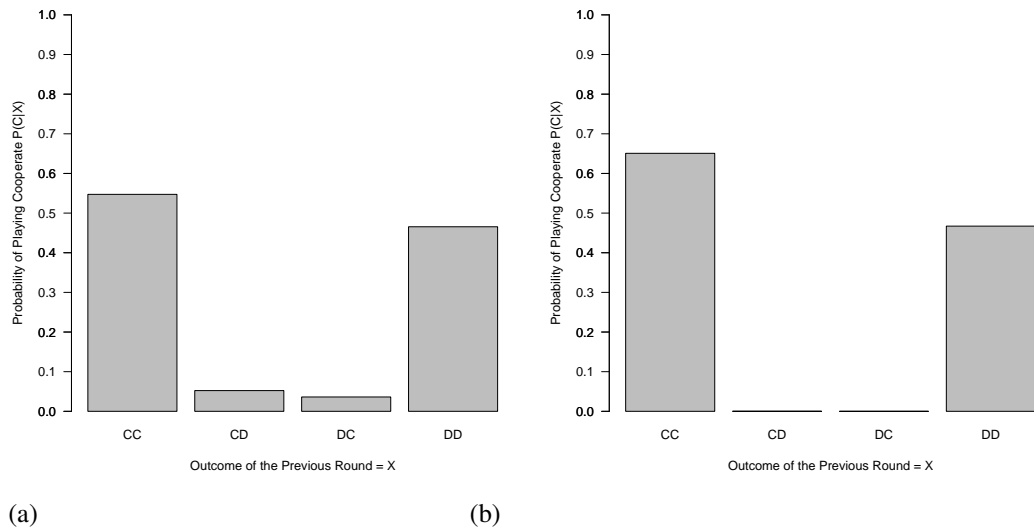 Probability of Playing Cooperate P(C|X)
1.0
0.9
0.8
0.7
0.6
0.5
0.4
0.3
0.2
0.1
0.0
CC CD DC DD
Outcome of the Previous Round = X
(a)
Probability of Playing Cooperate P(C|X)
1.0
0.9
0.8
0.7
0.6
0.5
0.4
0.3
0.2
0.1
0.0
CC CD DC DD
Outcome of the Previous Round = X
(b)